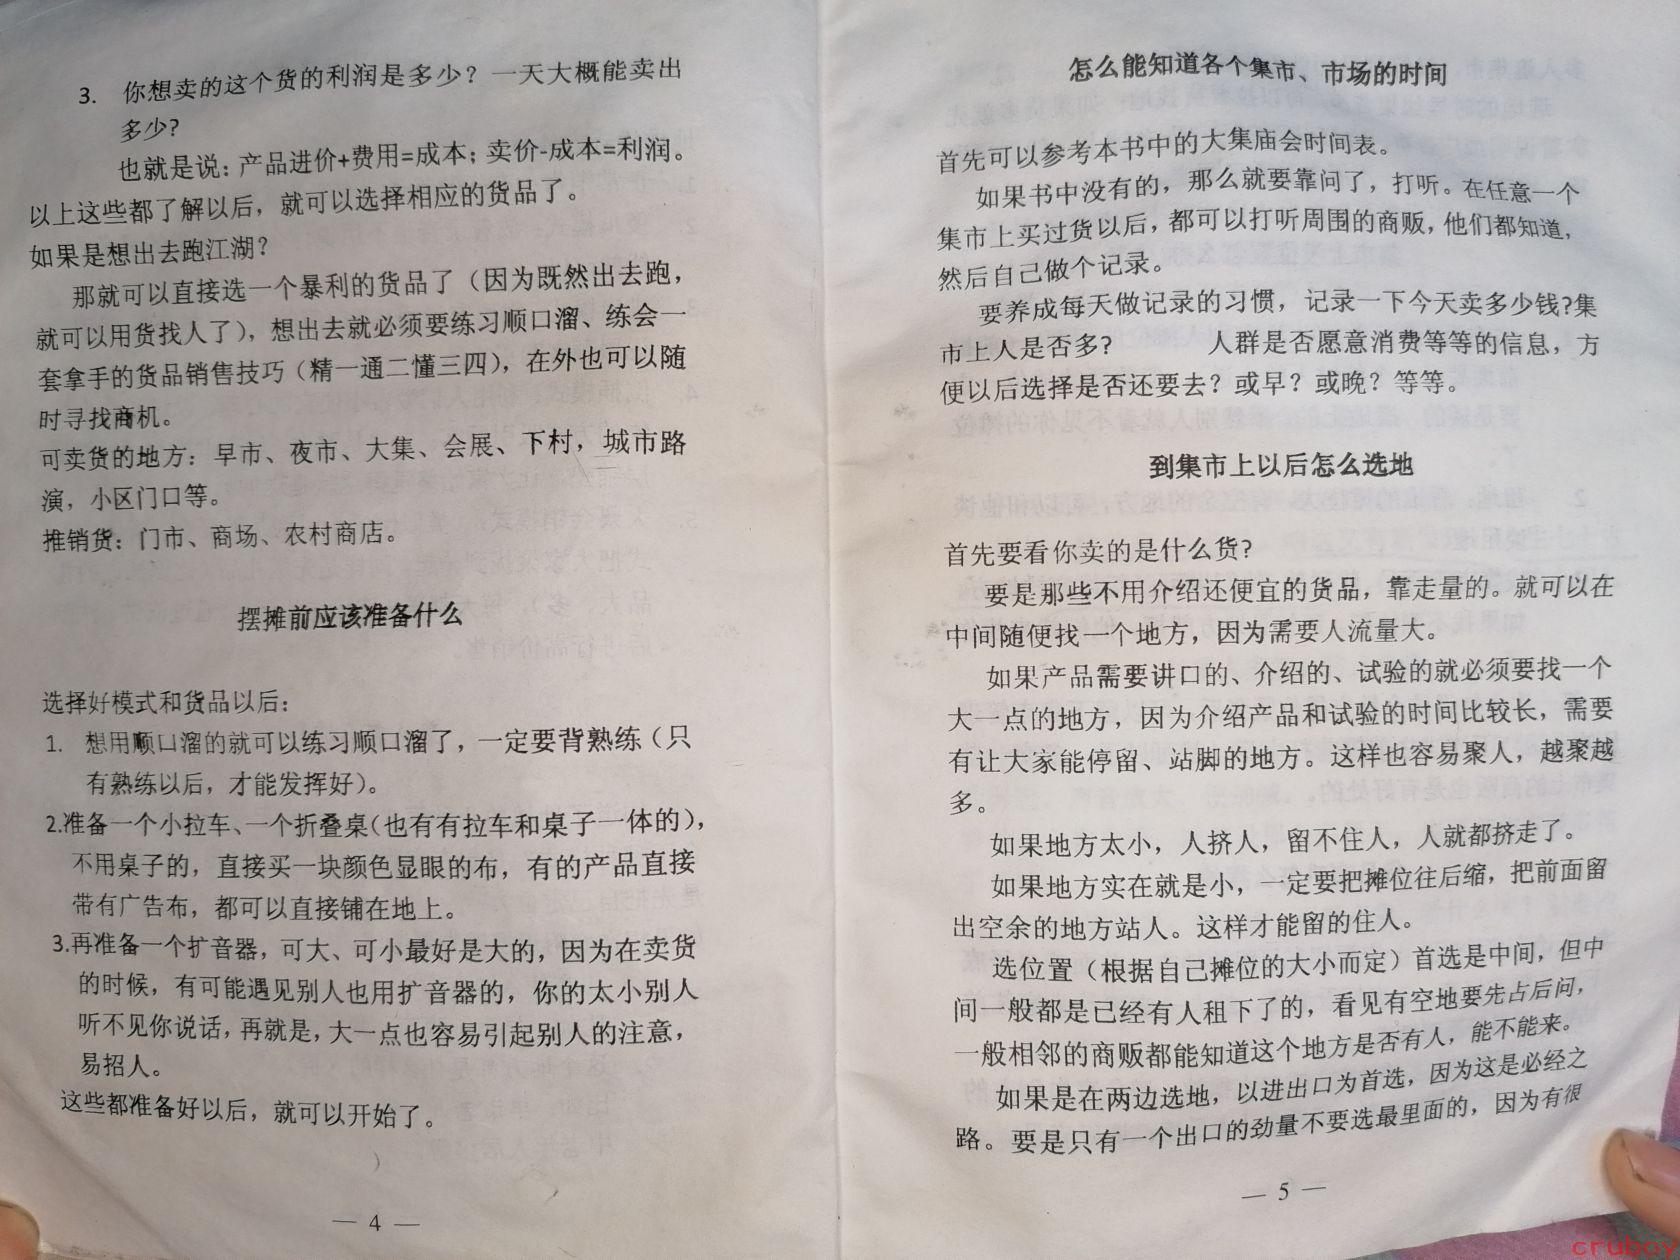 3. 你想卖的这个货的利润是多少？一天大概能卖出
多少？
也就是说：产品进价+费用=成本；卖价-成本=利润。
以上这些都了解以后，就可以选择相应的货品了。
如果是想出去跑江湖？
那就可以直接选一个暴利的货品了（因为既然出去跑，
就可以用货找人了），想出去就必须要练习顺口溜、练会一
套拿手的货品销售技巧（精一通二懂三四），在外也可以随
时寻找商机。
可卖货的地方：早市、夜市、大集、会展、下村，城市路
演，小区门口等。
推销货：门市、商场、农村商店。
摆摊前应该准备什么
选择好模式和货品以后：
1. 想用顺口溜的就可以练习顺口溜了，一定要背熟练（只
有熟练以后，才能发挥好）。
2.准备一个小拉车、一个折叠桌（也有有拉车和桌子一体的），
不用桌子的，直接买一块颜色显眼的布，有的产品直接
带有广告布，都可以直接铺在地上。
3.再准备一个扩音器，可大、可小最好是大的，因为在卖货
的时候，有可能遇见别人也用扩音器的，你的太小别人
听不见你说话，再就是，大一点也容易引起别人的注意，
易招人。
这些都准备好以后，就可以开始了。
— 4 —
怎么能知道各个集市、市场的时间
首先可以参考本书中的大集庙会时间表。
如果书中没有的，那么就要靠问了，打听。在任意一个
集市上买过货以后，都可以打听周围的商贩，他们都知道，
然后自己做个记录。
要养成每天做记录的习惯，记录一下今天卖多少钱?集
市上人是否多? 人群是否愿意消费等等的信息，方
便以后选择是否还要去？或早？或晚？等等。
到集市上以后怎么选地
首先要看你卖的是什么货?
要是那些不用介绍还便宜的货品，靠走量的。就可以在
中间随便找一个地方，因为需要人流量大。
如果产品需要讲口的、介绍的、试验的就必须要找一个
大一点的地方，因为介绍产品和试验的时间比较长，需要
有让大家能停留、站脚的地方。这样也容易聚人，越聚越
多。
如果地方太小，人挤人，留不住人，人就都挤走了。
如果地方实在就是小，一定要把摊位往后缩，把前面留
出空余的地方站人。这样才能留的住人。
选位置（根据自己摊位的大小而定）首选是中间，但中
间一般都是已经有人租下了的，看见有空地要先占后问，
一般相邻的商贩都能知道这个地方是否有人，能不能来。
如果是在两边选地，以进出口为首选，因为这是必经之
路。要是只有一个出口的劲量不要选最里面的，因为有很
— 5 —
cruboy